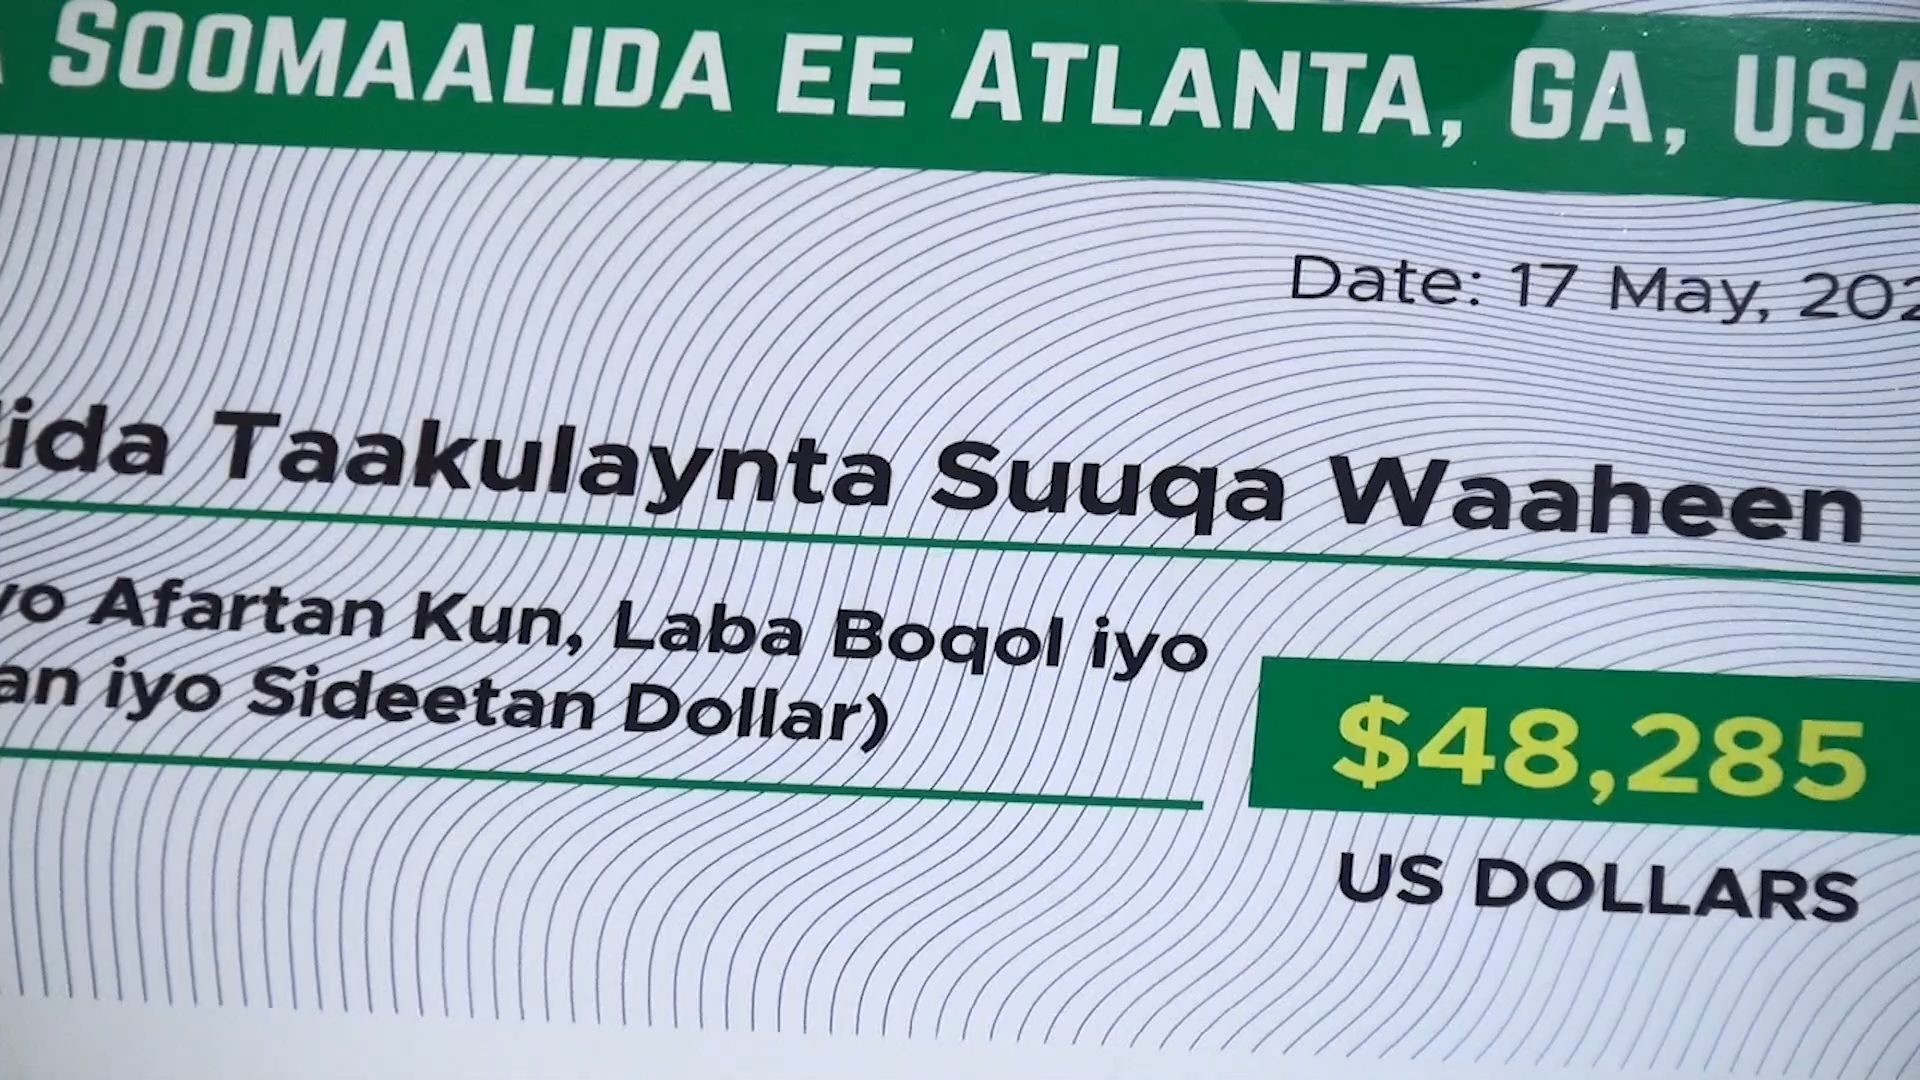 SOOMAALIDA EE ATLANTA, GA, USA
Date: 17 May, 202
Taakulaynta Suuqa Waaheen
Afartan Kun, Laba Boqol iyo
iyo Sideetan Dollar)
$48,285
US DOLLARS